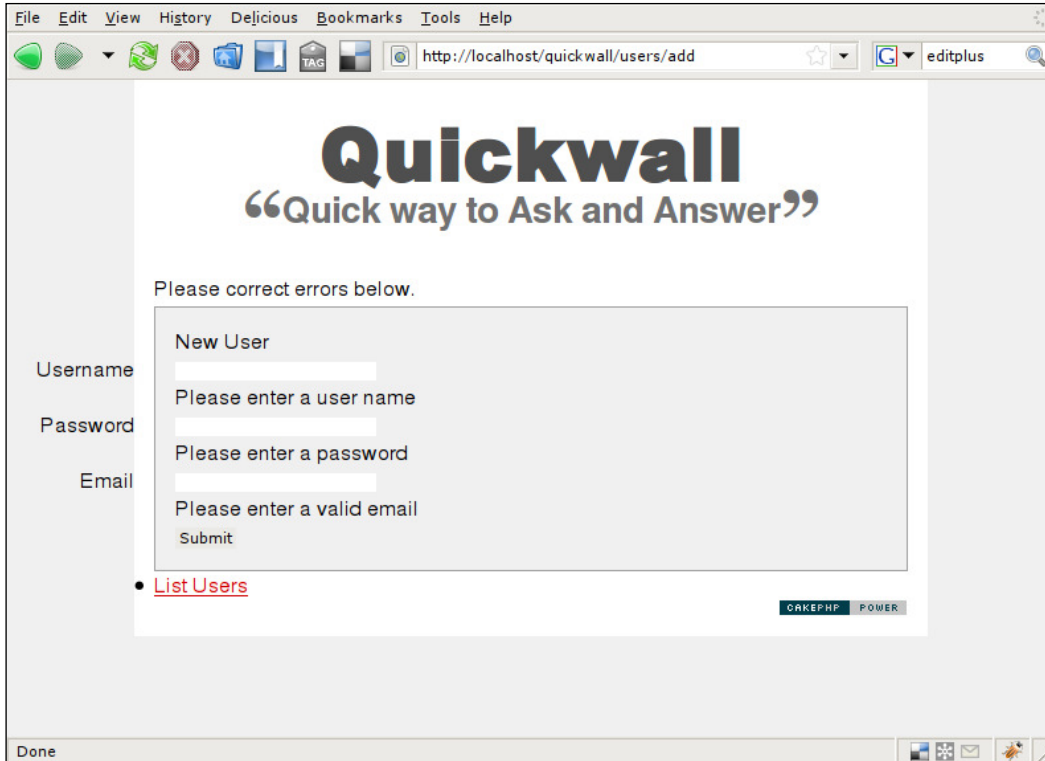 File Edit View History Delicious Bookmarks Tools Help
TAG http://localhost/quickwall/users/add G editplus
Quickwall
“Quick way to Ask and Answer”
Please correct errors below.
New User
Username
Please enter a user name
Password
Please enter a password
Email
Please enter a valid email
Submit
• List Users
CAKEPHP POWER
Done